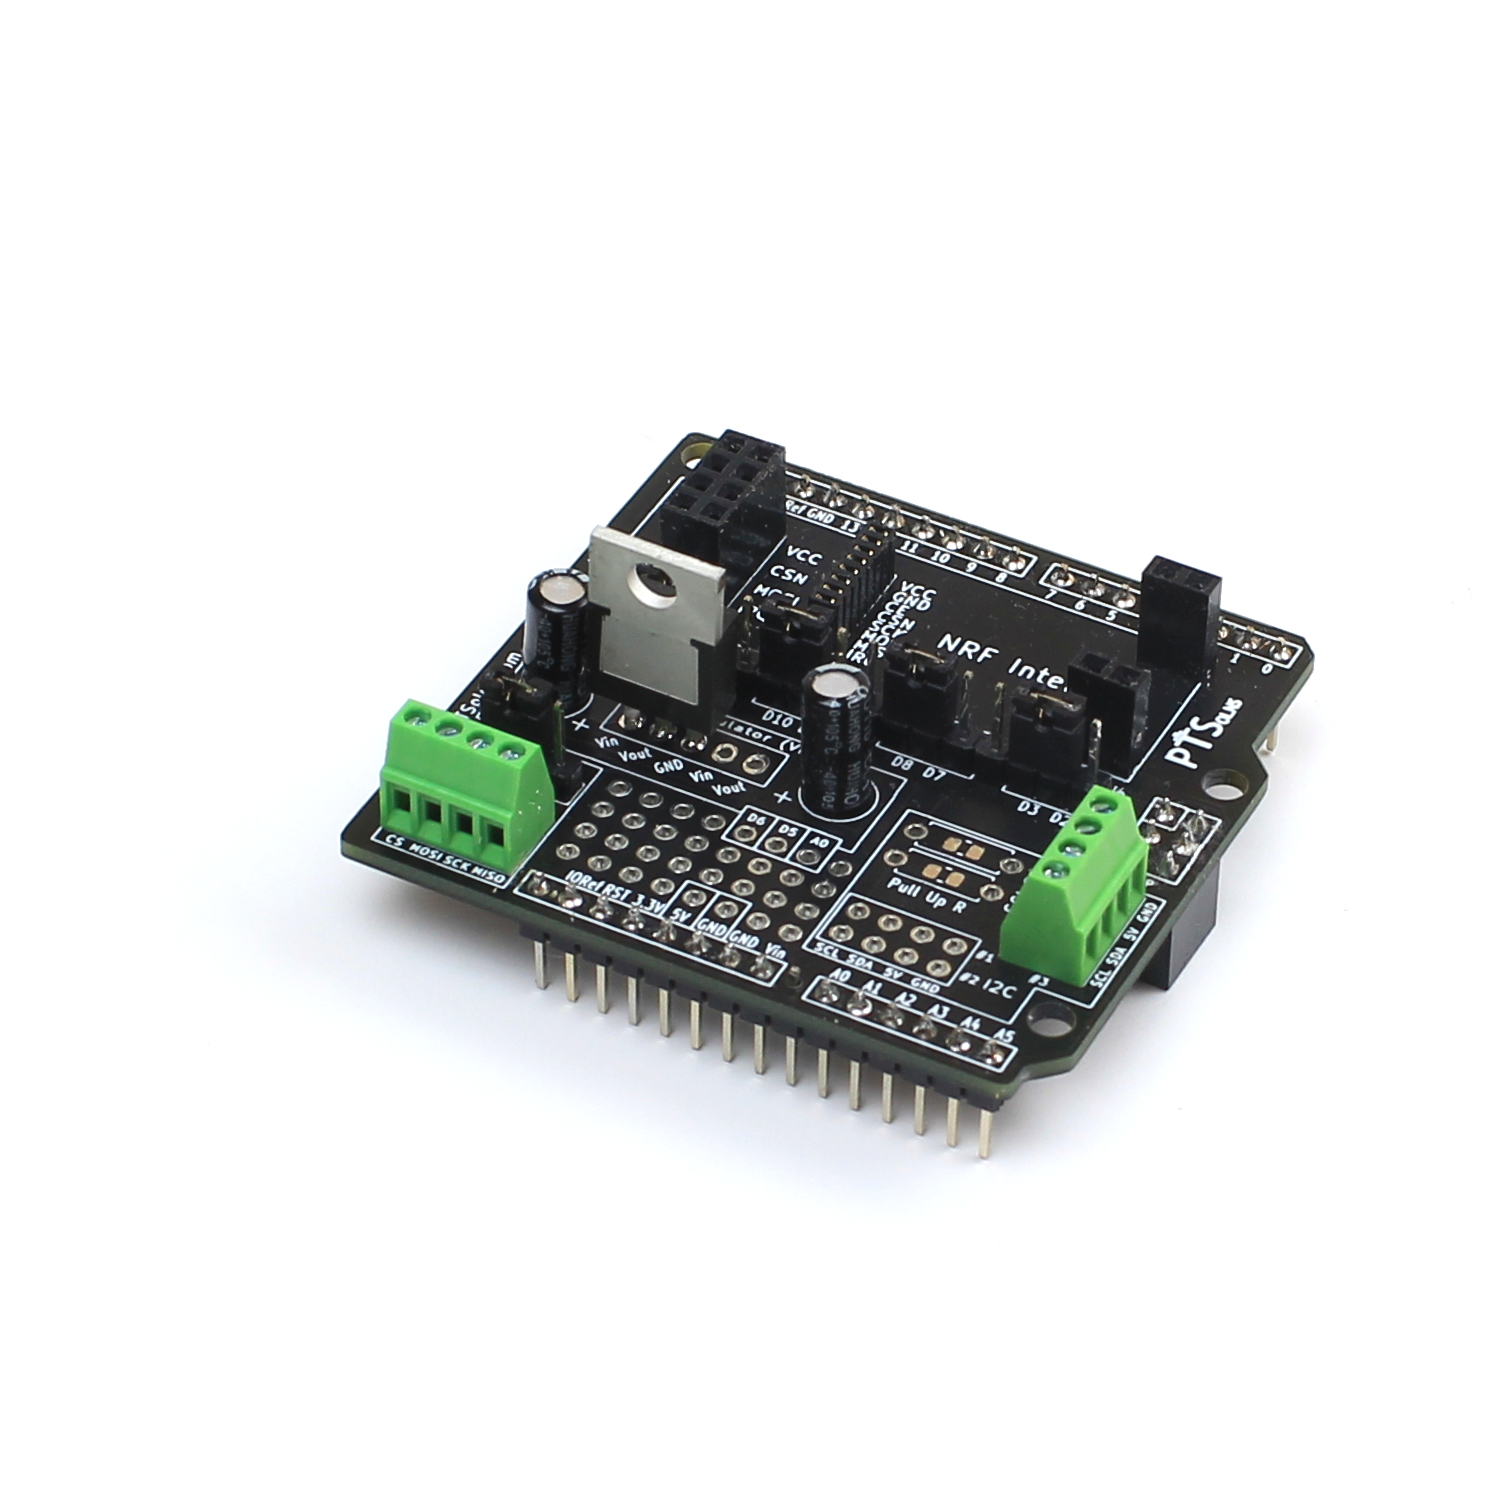 Ref GND 13
11 10 9 8
7 6 5
1 0
VCC
CSN
VCC
GND
CE
CSN
NRF
PTSolns
D10
D8 D7
D3
Vin
Vout
GND
Vin
Vout
+
+
D6 D5 A0
Pull Up R
CS MOSI SCK MISO
IORef RST 3.3V 5V GND GND Vin
SCL SDA 5V GND
#1
#2 I2C #3
SCL SDA 5V GND
A0 A1 A2 A3 A4 A5